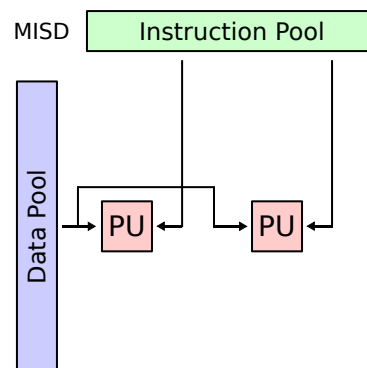 MISD
Instruction Pool
Data Pool
PU
PU